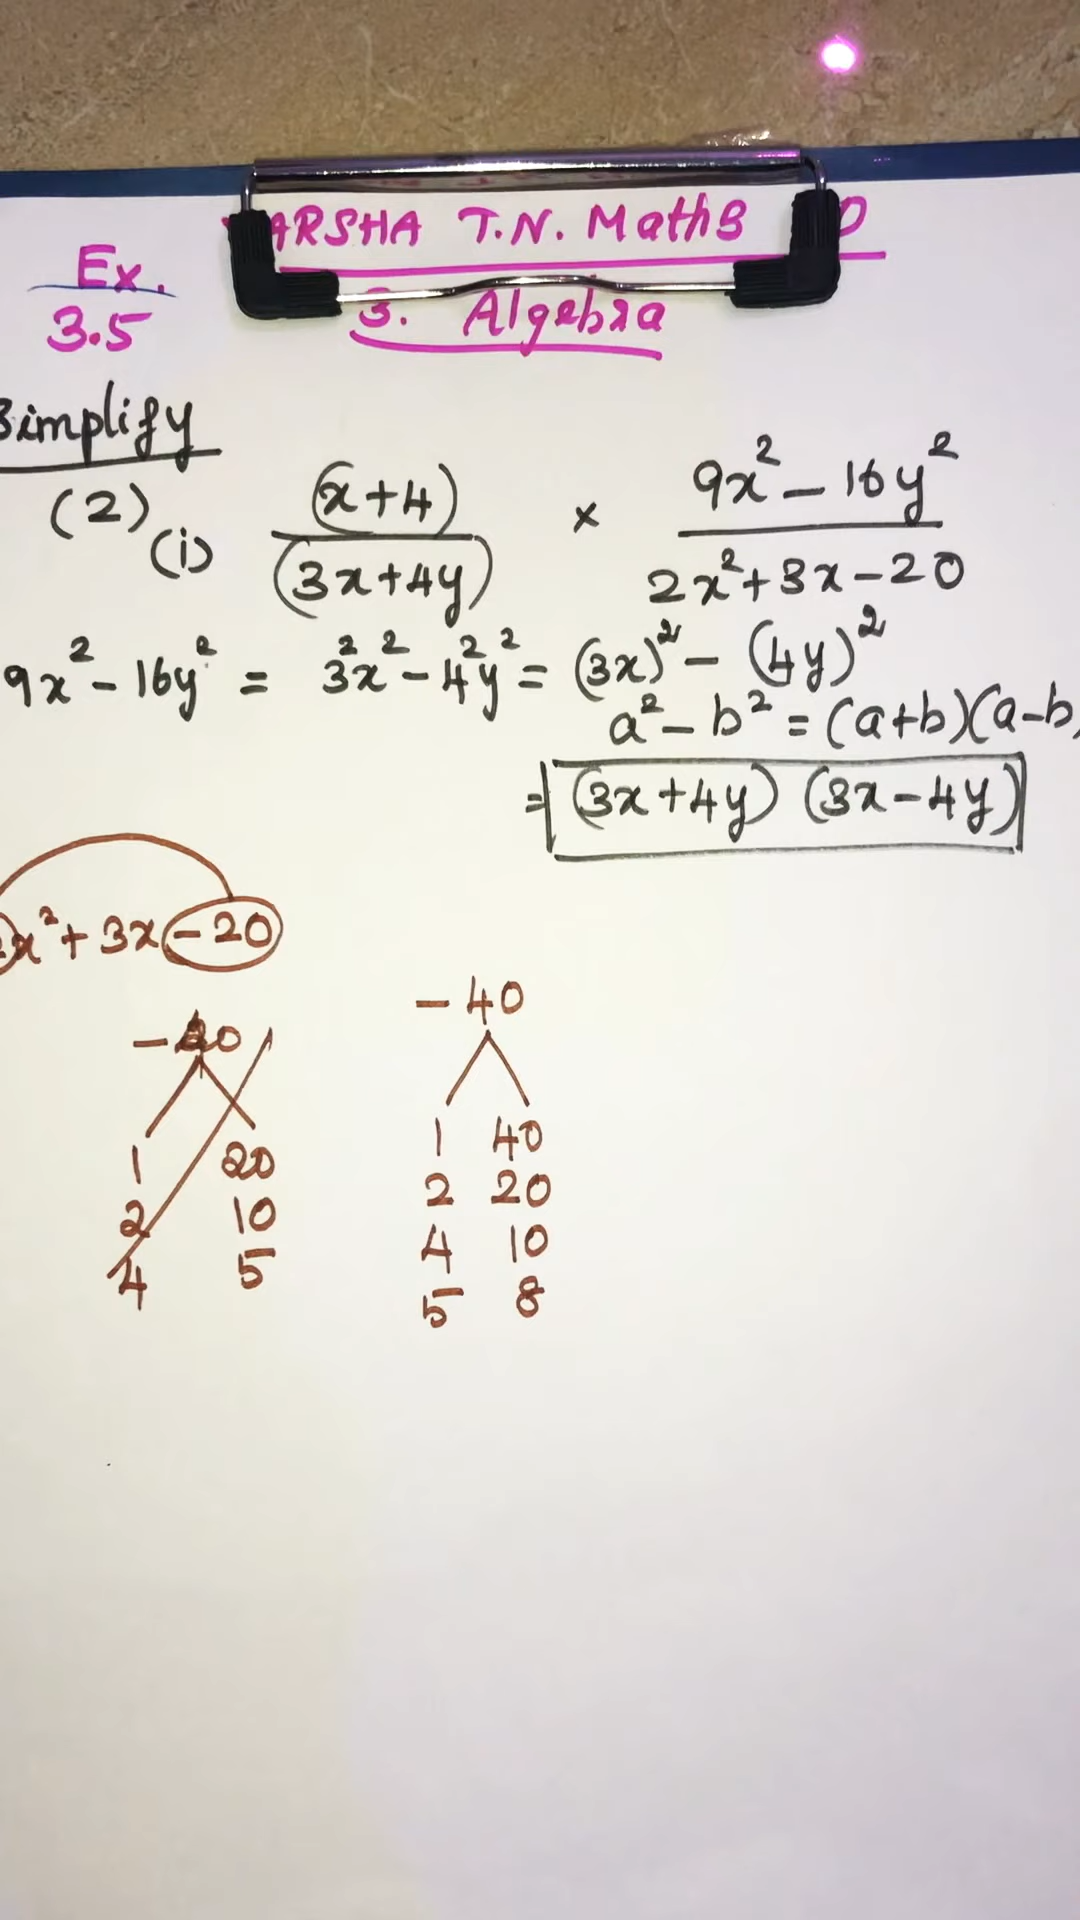 ARSHA T.N. Maths
Ex. 3.5
3. Algebra
Simplify
(2) (i) (x+4)/(3x+4y) × (9x² - 16y²)/(2x² + 3x - 20)
9x² - 16y² = 3²x² - 4²y² = (3x)² - (4y)²
a² - b² = (a+b)(a-b)
= (3x+4y) (3x-4y)
2x² + 3x - 20
- 40
1 20
2 10
4 5
- 40
1 40
2 20
4 10
5 8